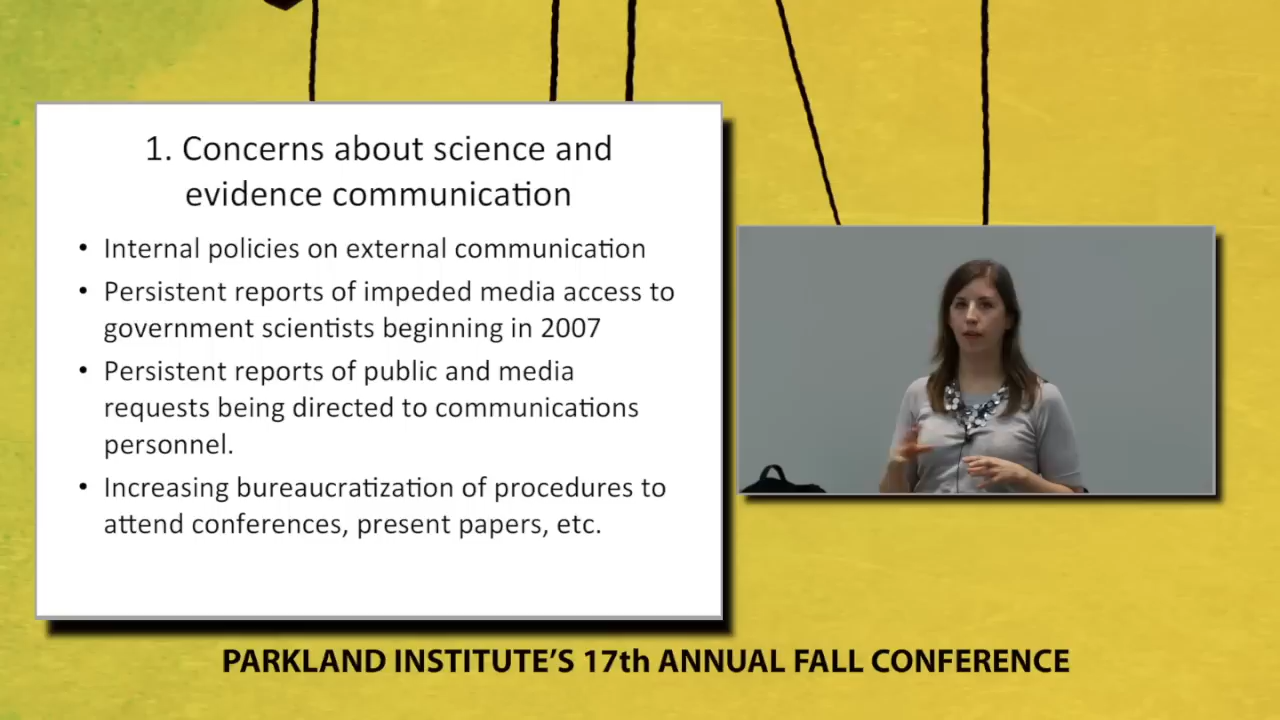 1. Concerns about science and
evidence communication
• Internal policies on external communication
• Persistent reports of impeded media access to
government scientists beginning in 2007
• Persistent reports of public and media
requests being directed to communications
personnel.
• Increasing bureaucratization of procedures to
attend conferences, present papers, etc.
PARKLAND INSTITUTE'S 17th ANNUAL FALL CONFERENCE